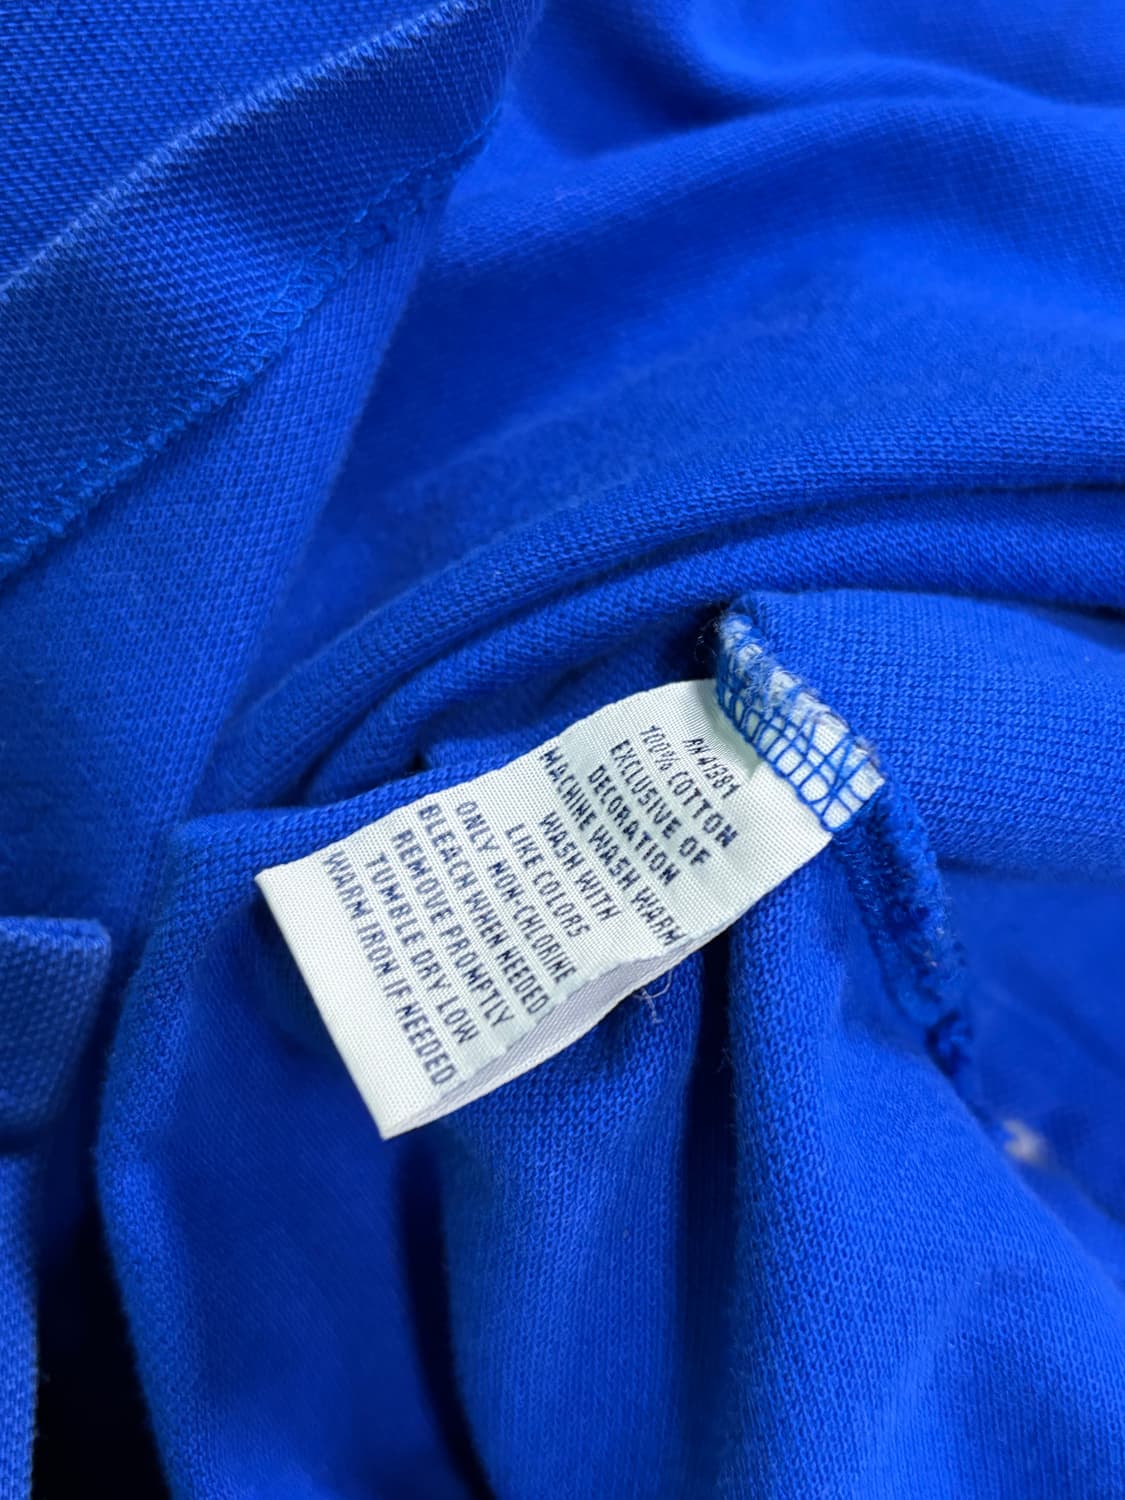 RN 41381
100% COTTON
EXCLUSIVE OF
DECORATION
MACHINE WASH WARM
WASH WITH
LIKE COLORS
ONLY NON-CHLORINE
BLEACH WHEN NEEDED
REMOVE PROMPTLY
TUMBLE DRY LOW
WARM IRON IF NEEDED